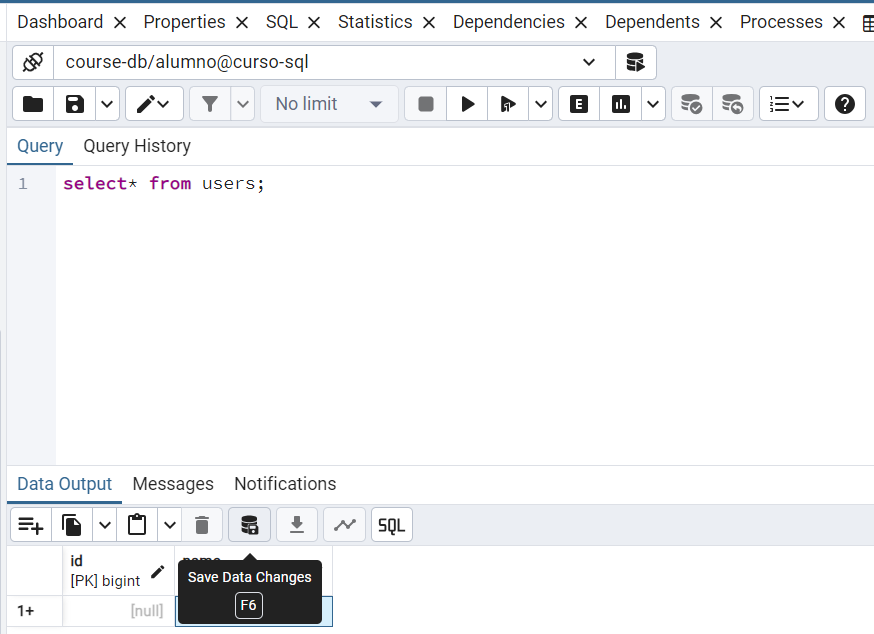 Dashboard Properties SQL Statistics Dependencies Dependents Processes
course-db/alumno@curso-sql
No limit E
Query Query History
1 select* from users;
Data Output Messages Notifications
SQL
id
[PK] bigint
Save Data Changes
F6
1+ [null]